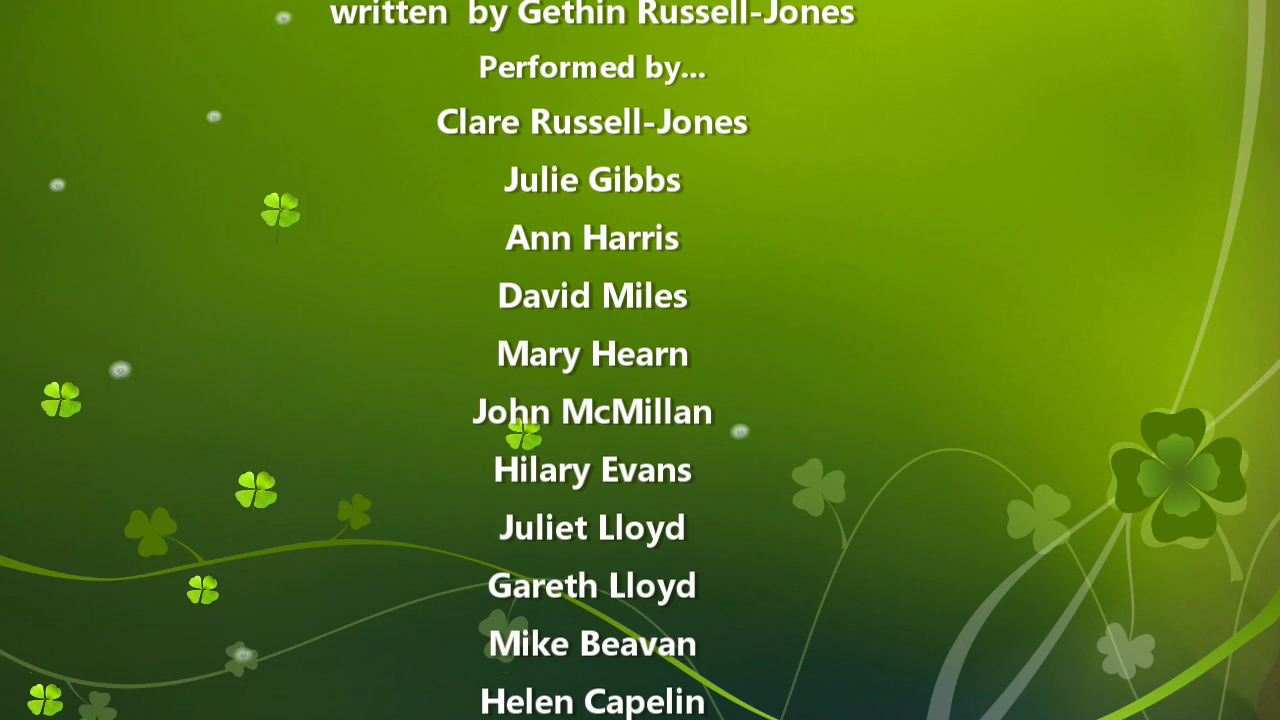 written by Gethin Russell-Jones
Performed by...
Clare Russell-Jones
Julie Gibbs
Ann Harris
David Miles
Mary Hearn
John McMillan
Hilary Evans
Juliet Lloyd
Gareth Lloyd
Mike Beavan
Helen Capelin